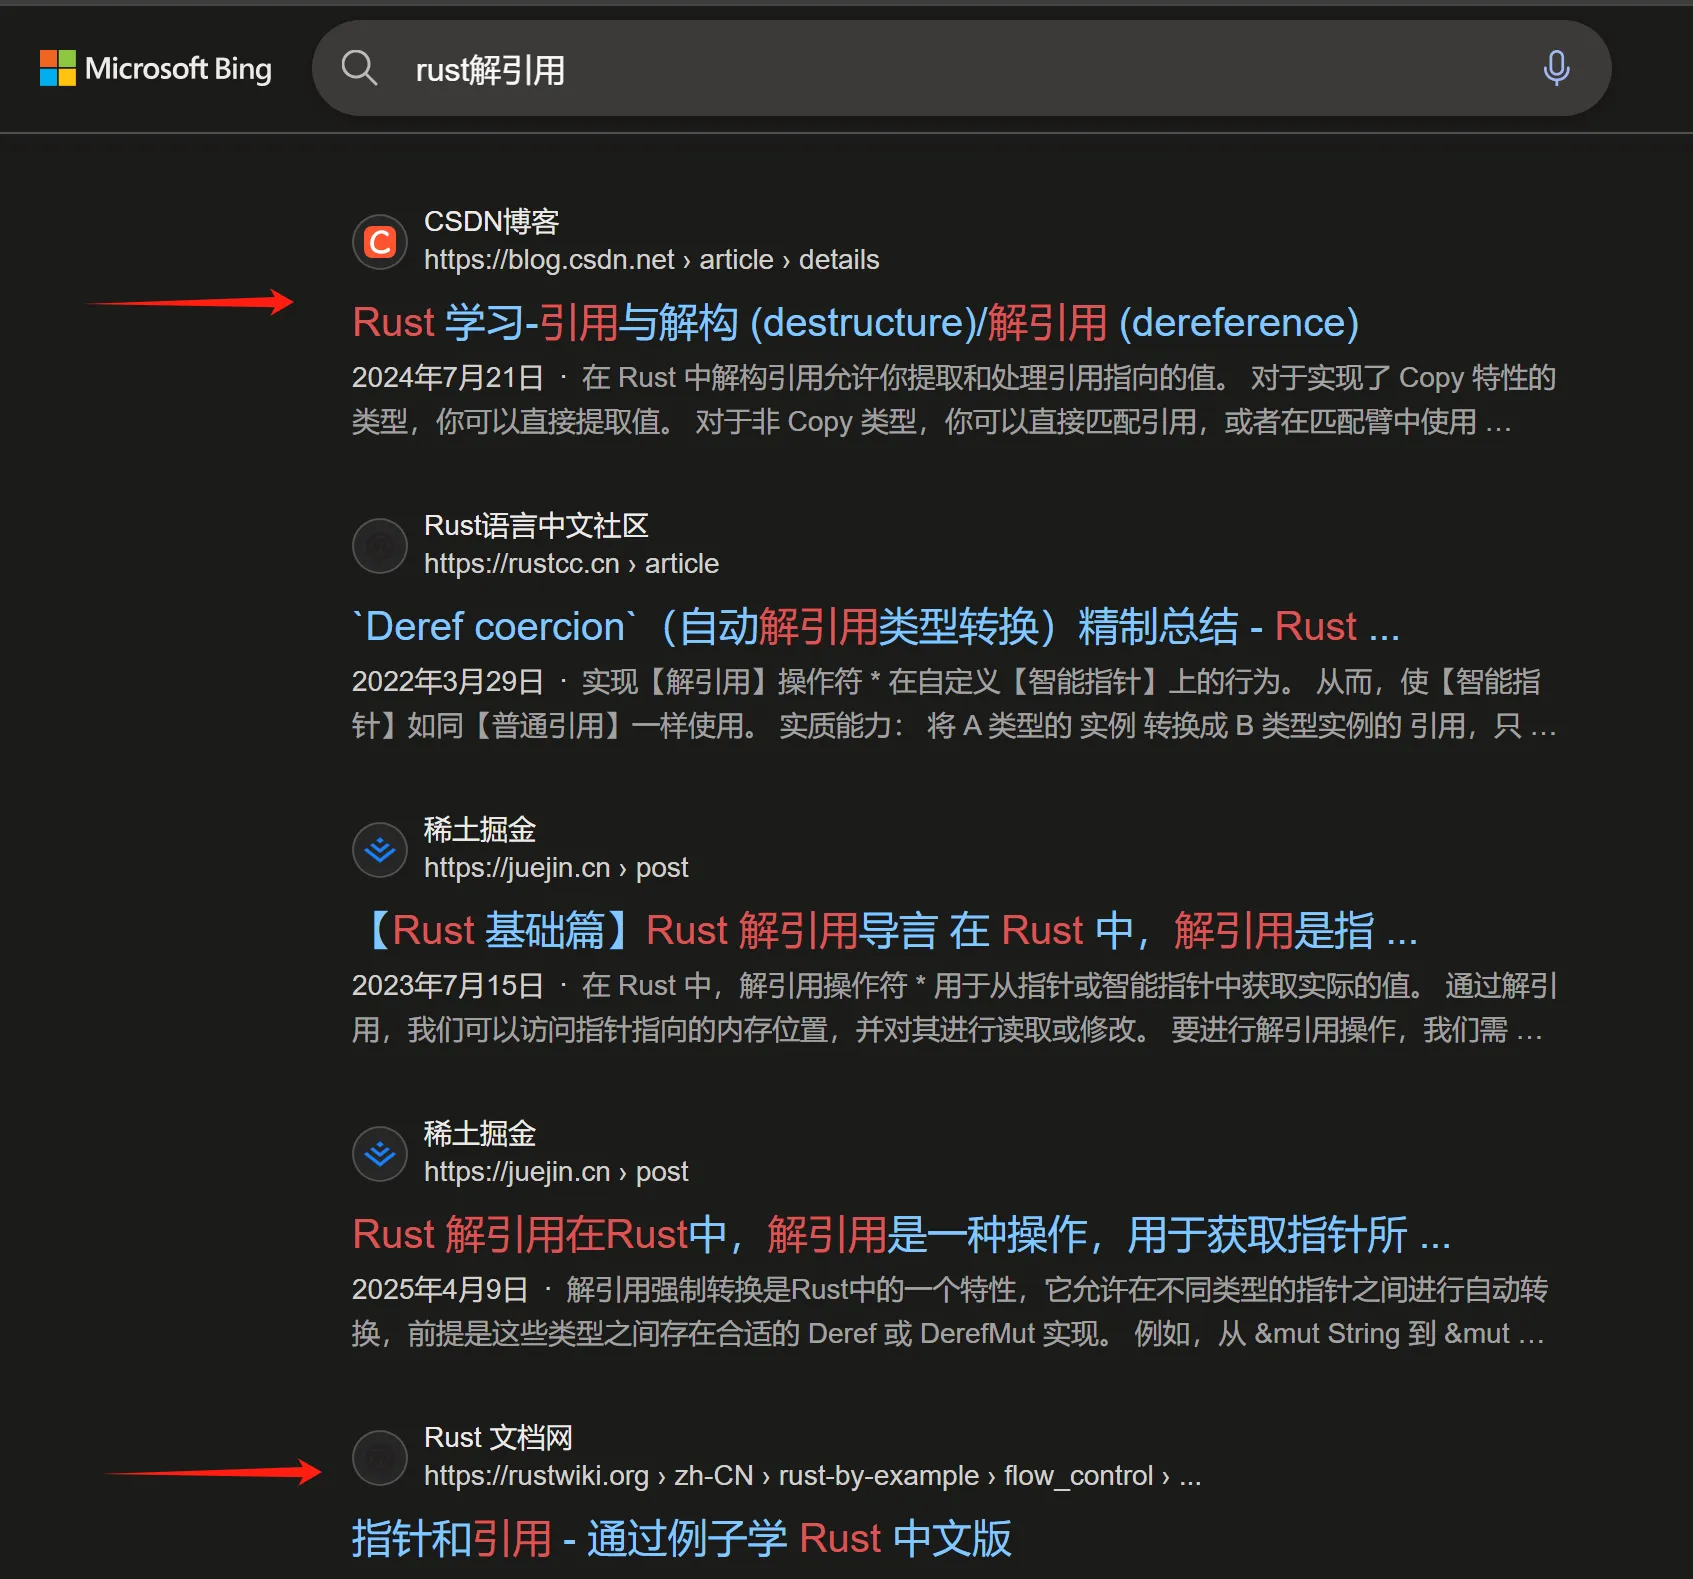 Microsoft Bing
rust解引用
CSDN博客
https://blog.csdn.net › article › details
Rust 学习-引用与解构 (destructure)/解引用 (dereference)
2024年7月21日 · 在 Rust 中解构引用允许你提取和处理引用指向的值。 对于实现了 Copy 特性的
类型，你可以直接提取值。 对于非 Copy 类型，你可以直接匹配引用，或者在匹配臂中使用 …
Rust语言中文社区
https://rustcc.cn › article
`Deref coercion`（自动解引用类型转换）精制总结 - Rust ...
2022年3月29日 · 实现【解引用】操作符 * 在自定义【智能指针】上的行为。 从而，使【智能指
针】如同【普通引用】一样使用。 实质能力： 将 A 类型的 实例 转换成 B 类型实例的 引用，只 …
稀土掘金
https://juejin.cn › post
【Rust 基础篇】Rust 解引用导言 在 Rust 中，解引用是指 ...
2023年7月15日 · 在 Rust 中，解引用操作符 * 用于从指针或智能指针中获取实际的值。 通过解引
用，我们可以访问指针指向的内存位置，并对其进行读取或修改。 要进行解引用操作，我们需 …
稀土掘金
https://juejin.cn › post
Rust 解引用在Rust中，解引用是一种操作，用于获取指针所 ...
2025年4月9日 · 解引用强制转换是Rust中的一个特性，它允许在不同类型的指针之间进行自动转
换，前提是这些类型之间存在合适的 Deref 或 DerefMut 实现。 例如，从 &mut String 到 &mut …
Rust 文档网
https://rustwiki.org › zh-CN › rust-by-example › flow_control › ...
指针和引用 - 通过例子学 Rust 中文版